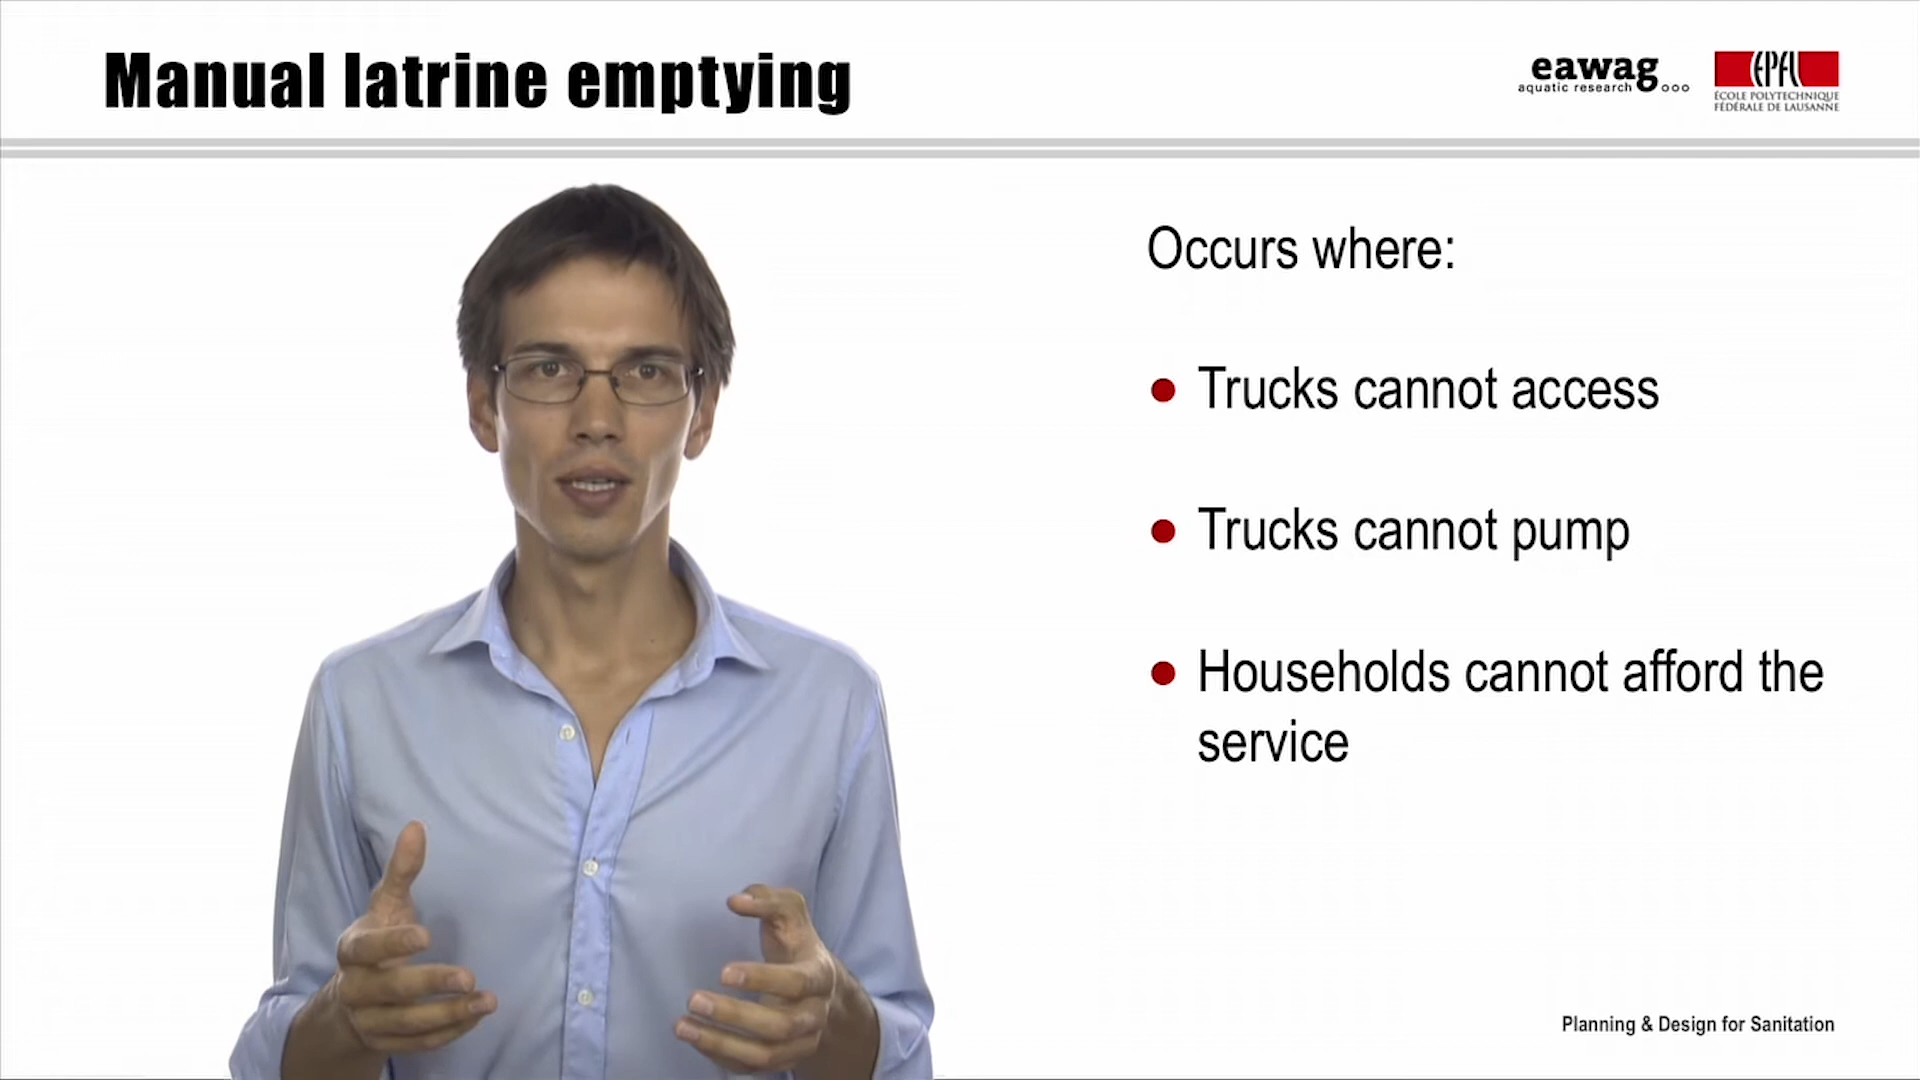 Manual latrine emptying
eawag
aquatic research
EPFL
ÉCOLE POLYTECHNIQUE
FÉDÉRALE DE LAUSANNE
Occurs where:
• Trucks cannot access
• Trucks cannot pump
• Households cannot afford the
service
Planning & Design for Sanitation